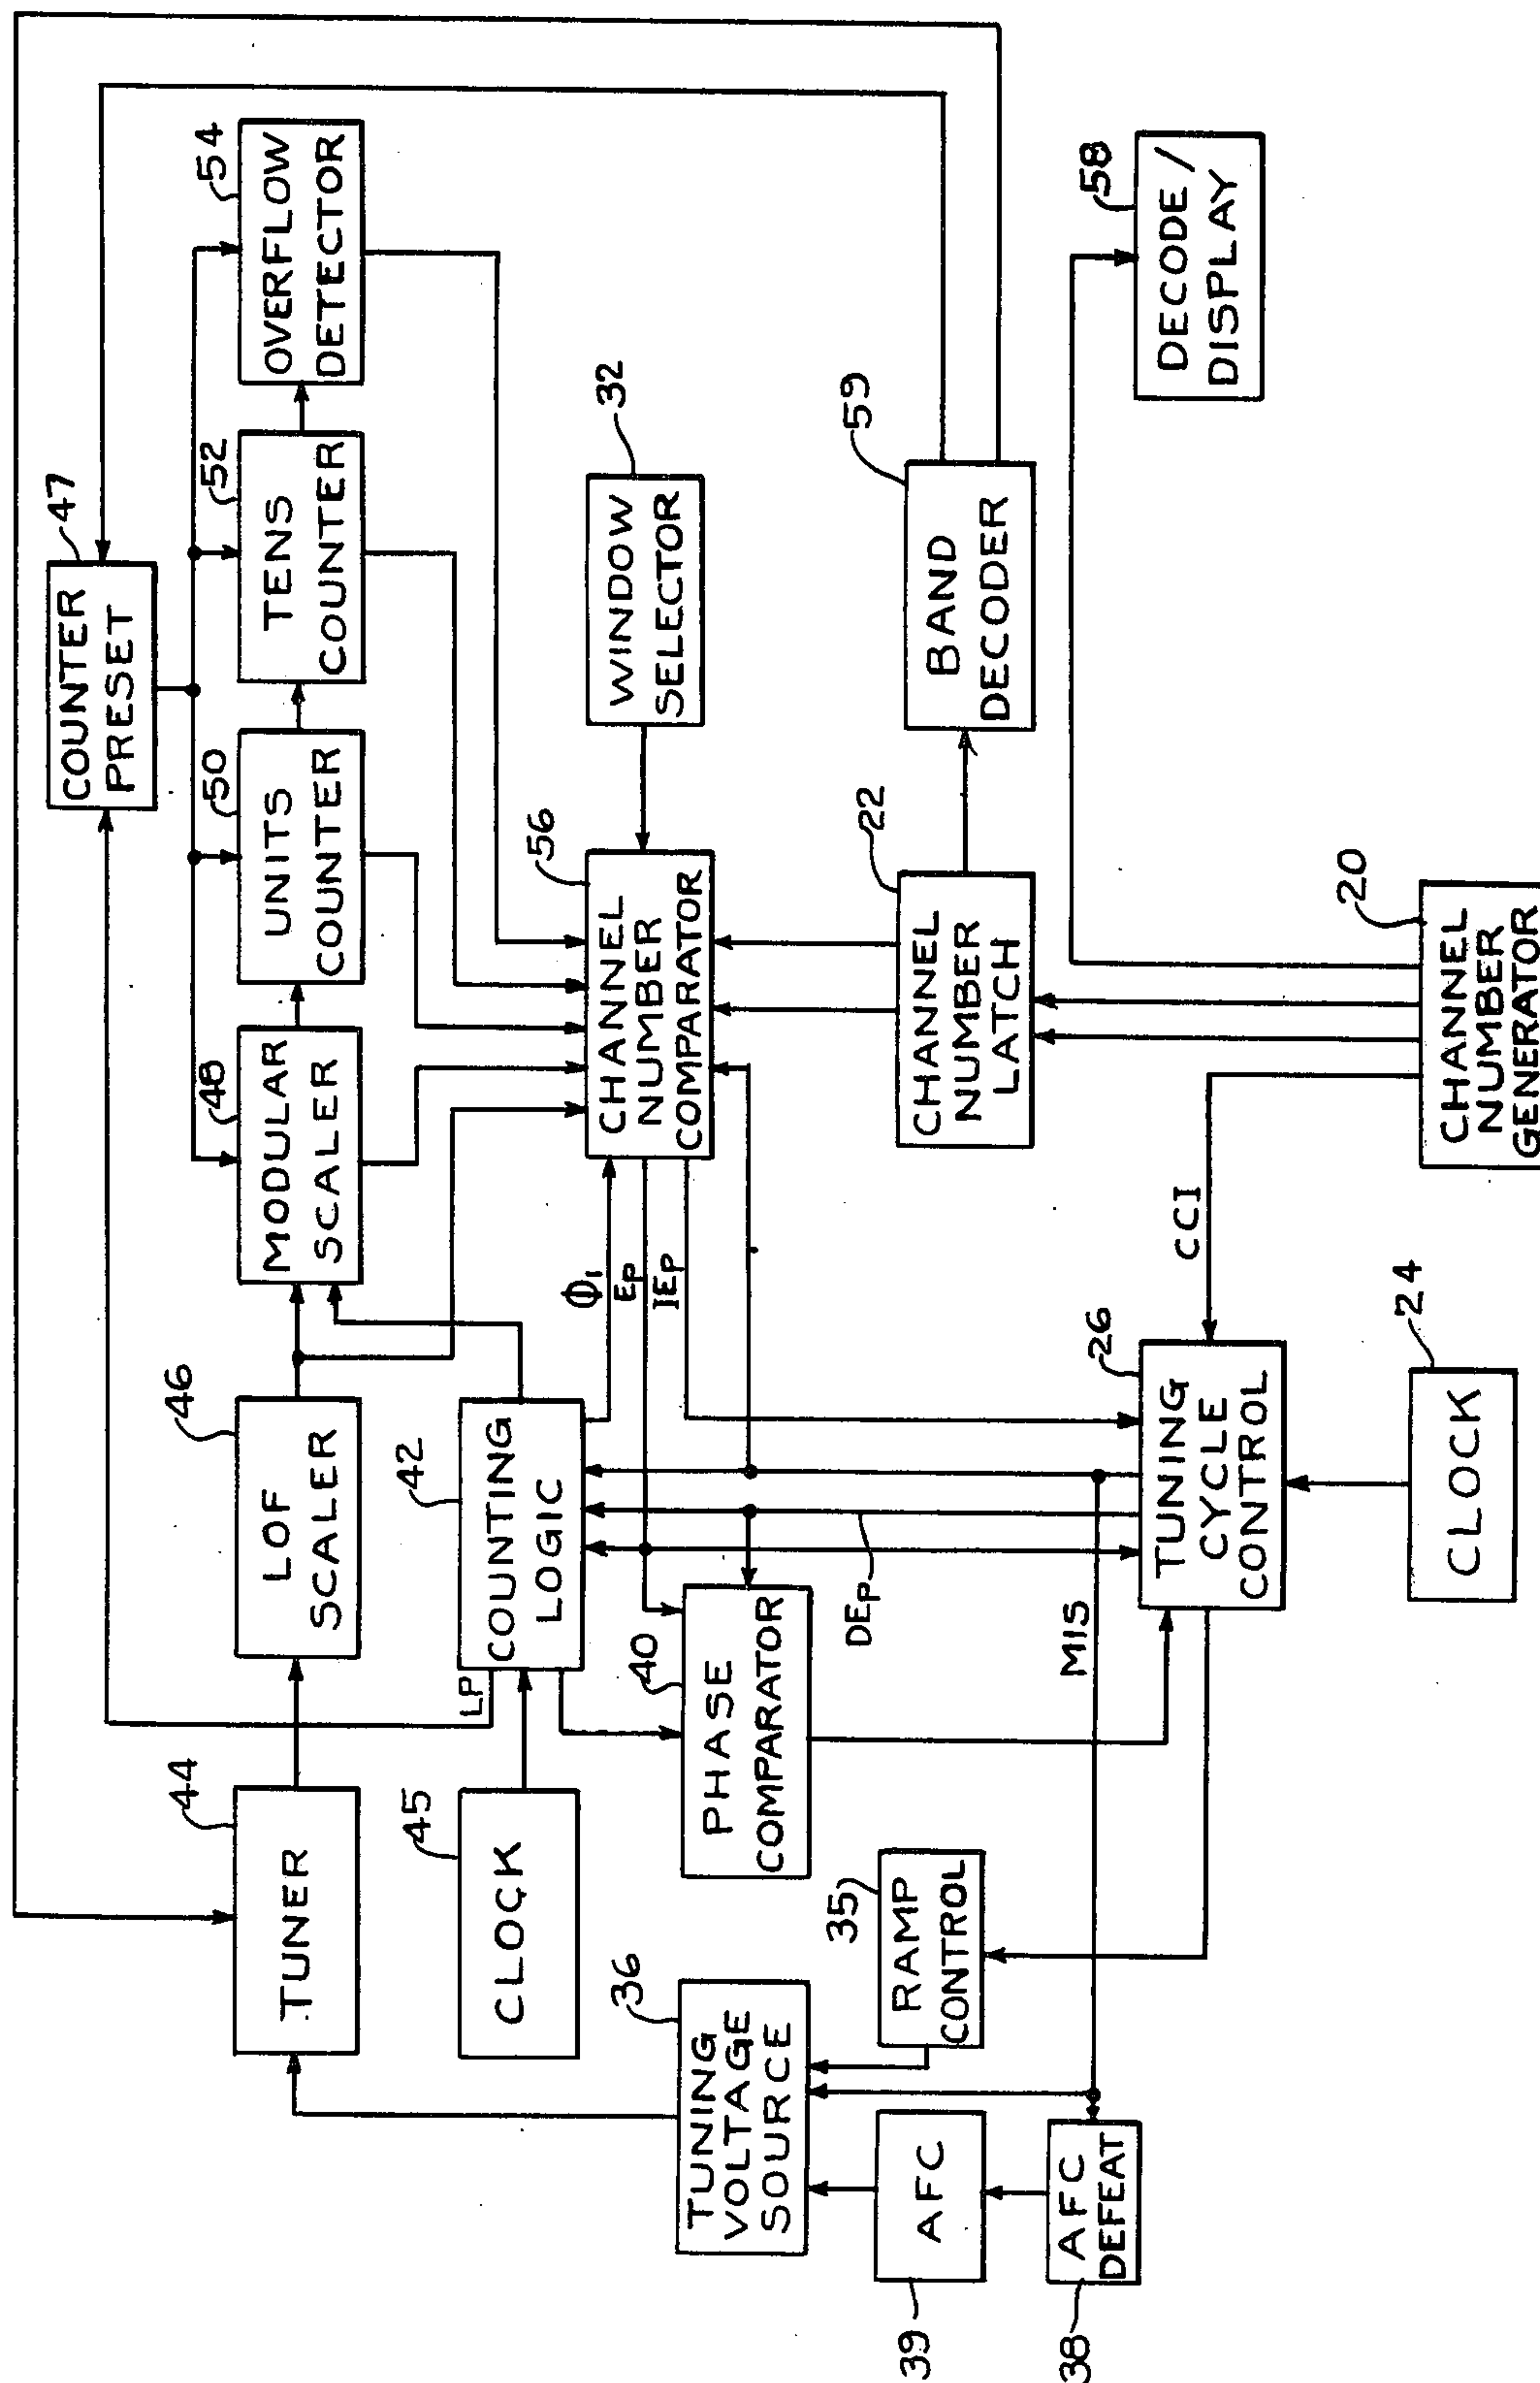 COUNTER
PRESET
47
TUNER
44
LOF
SCALER
46
MODULAR
SCALER
48
UNITS
COUNTER
50
TENS
COUNTER
52
OVERFLOW
DETECTOR
54
CLOCK
45
COUNTING
LOGIC
42
LP
Φ1
EP
IEP
CHANNEL
NUMBER
COMPARATOR
56
WINDOW
SELECTOR
32
TUNING
VOLTAGE
SOURCE
36
PHASE
COMPARATOR
40
DEP
RAMP
CONTROL
35
AFC
39
AFC
DEFEAT
38
MIS
TUNING
CYCLE
CONTROL
26
CCI
CHANNEL
NUMBER
LATCH
22
BAND
DECODER
59
DECODE /
DISPLAY
58
CLOCK
24
CHANNEL
NUMBER
GENERATOR
20